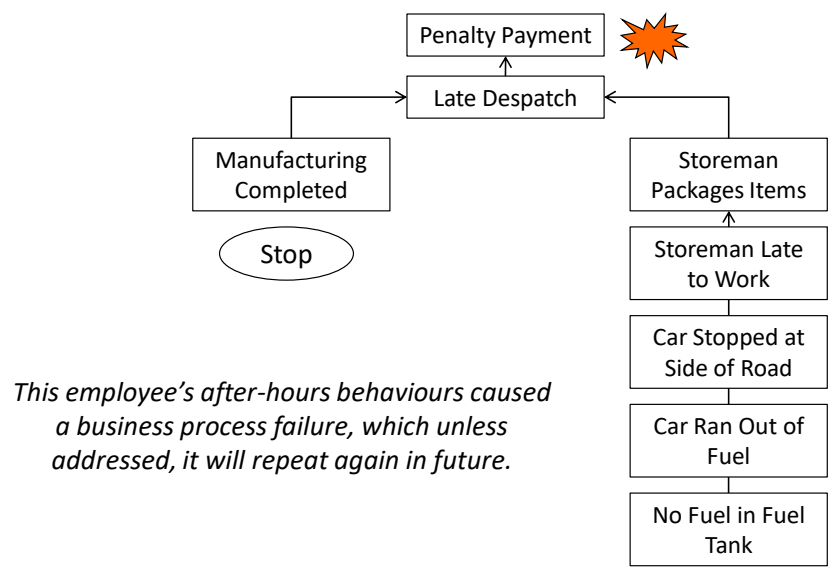 Penalty Payment
Late Despatch
Manufacturing
Completed
Stop
Storeman
Packages Items
Storeman Late
to Work
Car Stopped at
Side of Road
This employee's after-hours behaviours caused
a business process failure, which unless
addressed, it will repeat again in future.
Car Ran Out of
Fuel
No Fuel in Fuel
Tank